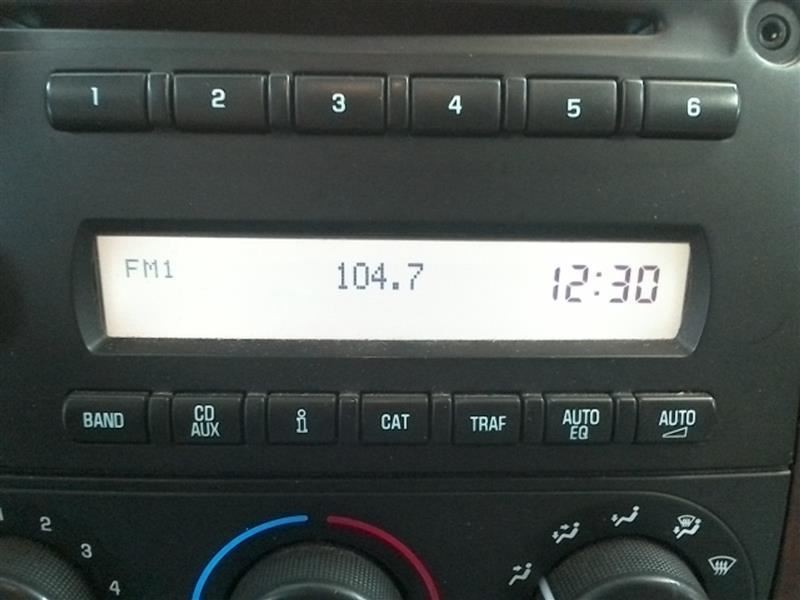 1 2 3 4 5 6
FM1 104.7 12:30
BAND CD AUX i CAT TRAF AUTO EQ AUTO
2
3
4